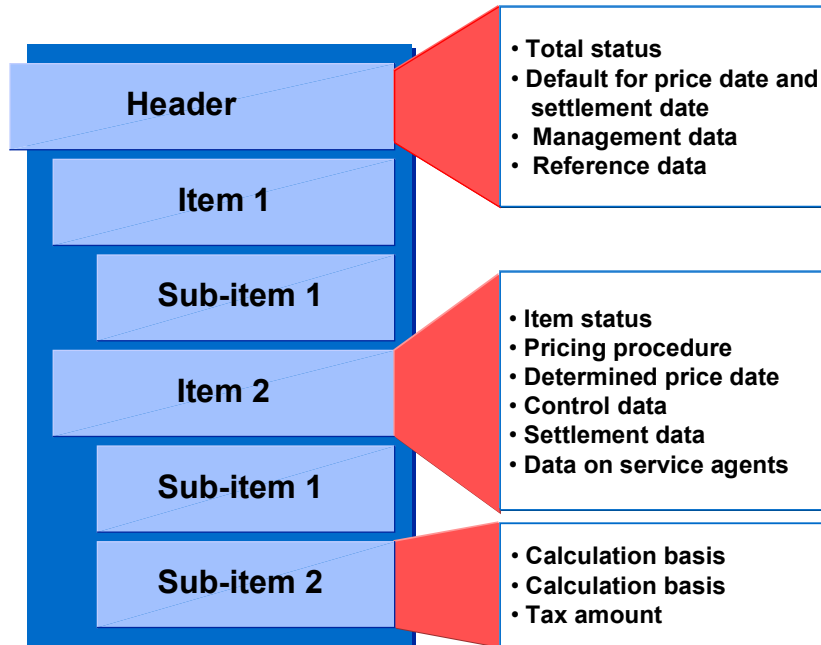 Header
• Total status
• Default for price date and
settlement date
• Management data
• Reference data
Item 1
Sub-item 1
Item 2
• Item status
• Pricing procedure
• Determined price date
• Control data
• Settlement data
• Data on service agents
Sub-item 1
Sub-item 2
• Calculation basis
• Calculation basis
• Tax amount